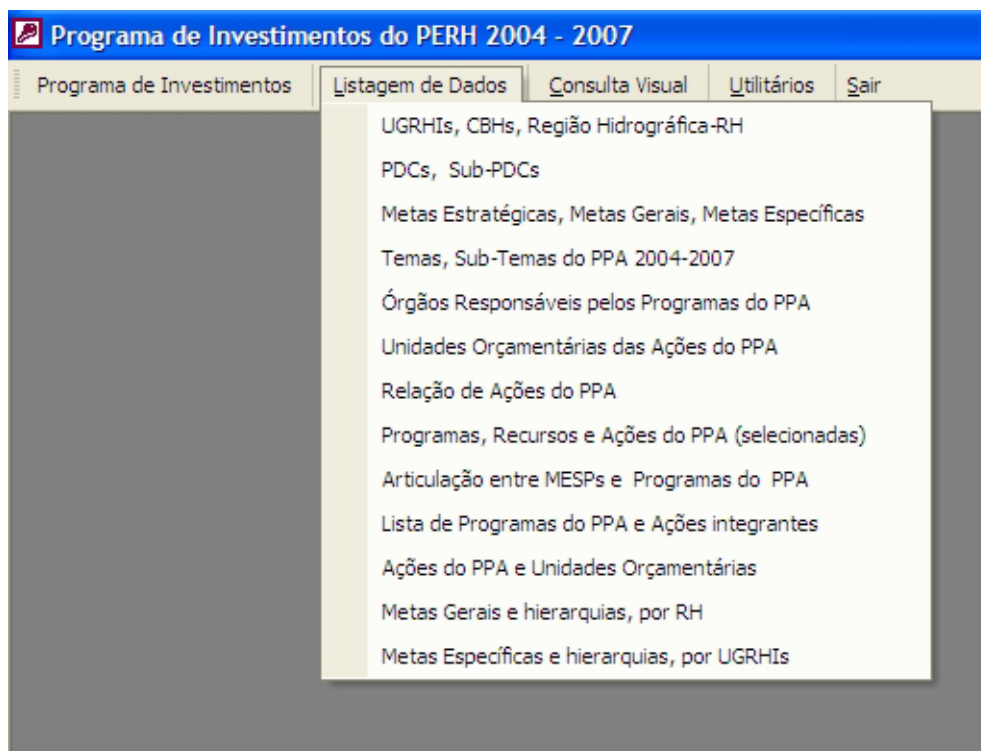 Programa de Investimentos do PERH 2004 - 2007
Programa de Investimentos Listagem de Dados Consulta Visual Utilitários Sair
UGRHIs, CBHs, Região Hidrográfica-RH
PDCs, Sub-PDCs
Metas Estratégicas, Metas Gerais, Metas Específicas
Temas, Sub-Temas do PPA 2004-2007
Órgãos Responsáveis pelos Programas do PPA
Unidades Orçamentárias das Ações do PPA
Relação de Ações do PPA
Programas, Recursos e Ações do PPA (selecionadas)
Articulação entre MESPs e Programas do PPA
Lista de Programas do PPA e Ações integrantes
Ações do PPA e Unidades Orçamentárias
Metas Gerais e hierarquias, por RH
Metas Específicas e hierarquias, por UGRHIs